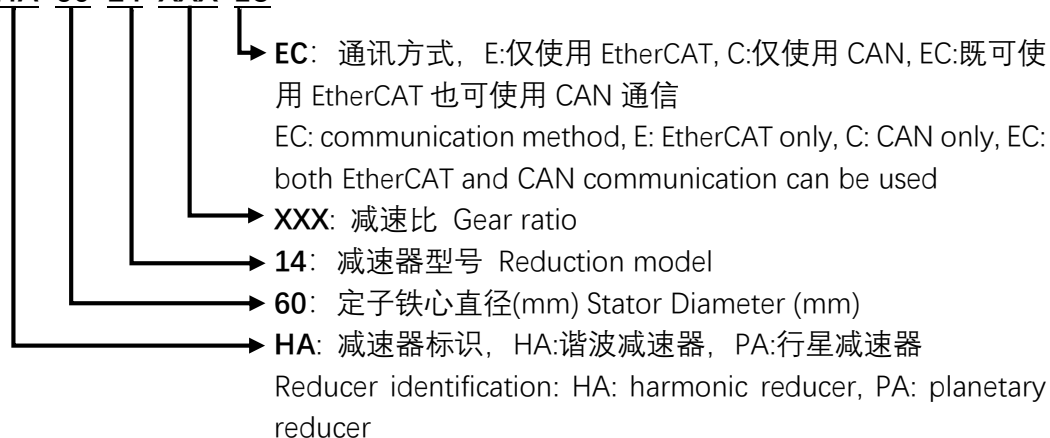 EC：通讯方式，E:仅使用 EtherCAT, C:仅使用 CAN, EC:既可使
用 EtherCAT 也可使用 CAN 通信
EC: communication method, E: EtherCAT only, C: CAN only, EC:
both EtherCAT and CAN communication can be used
XXX: 减速比 Gear ratio
14：减速器型号 Reduction model
60：定子铁心直径(mm) Stator Diameter (mm)
HA: 减速器标识，HA:谐波减速器，PA:行星减速器
Reducer identification: HA: harmonic reducer, PA: planetary
reducer